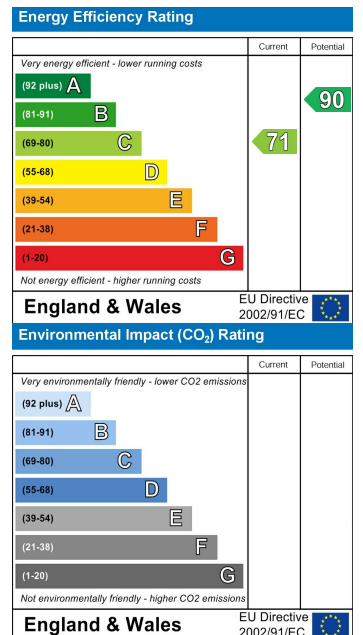 Energy Efficiency Rating
Current Potential
Very energy efficient - lower running costs
(92 plus) A
(81-91) B
90
(69-80) C
71
(55-68) D
(39-54) E
(21-38) F
(1-20) G
Not energy efficient - higher running costs
England & Wales
EU Directive
2002/91/EC
Environmental Impact (CO₂) Rating
Current Potential
Very environmentally friendly - lower CO2 emissions
(92 plus) A
(81-91) B
(69-80) C
(55-68) D
(39-54) E
(21-38) F
(1-20) G
Not environmentally friendly - higher CO2 emissions
England & Wales
EU Directive
2002/91/EC